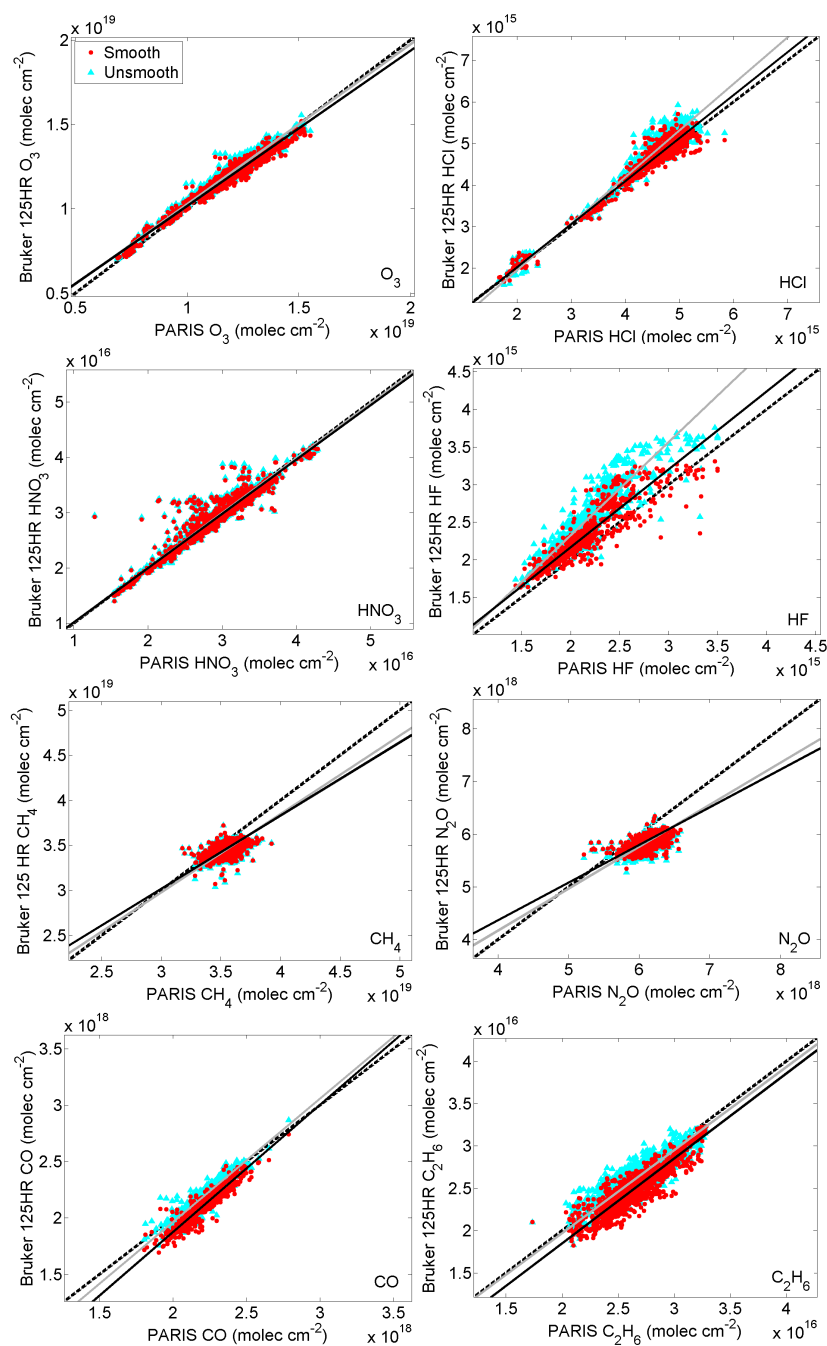 x 10^19
2
1.5
1
0.5
Bruker 125HR O3 (molec cm^-2)
Smooth
Unsmooth
O3
0.5 1 1.5 2
PARIS O3 (molec cm^-2)
x 10^19
x 10^15
7
6
5
4
3
2
Bruker 125HR HCl (molec cm^-2)
HCl
2 3 4 5 6 7
PARIS HCl (molec cm^-2)
x 10^15
x 10^16
5
4
3
2
1
Bruker 125HR HNO3 (molec cm^-2)
HNO3
1 2 3 4 5
PARIS HNO3 (molec cm^-2)
x 10^16
x 10^15
4.5
4
3.5
3
2.5
2
1.5
Bruker 125HR HF (molec cm^-2)
HF
1.5 2 2.5 3 3.5 4 4.5
PARIS HF (molec cm^-2)
x 10^15
x 10^19
5
4.5
4
3.5
3
2.5
Bruker 125 HR CH4 (molec cm^-2)
CH4
2.5 3 3.5 4 4.5 5
PARIS CH4 (molec cm^-2)
x 10^19
x 10^18
8
7
6
5
4
Bruker 125HR N2O (molec cm^-2)
N2O
4 5 6 7 8
PARIS N2O (molec cm^-2)
x 10^18
x 10^18
3.5
3
2.5
2
1.5
Bruker 125HR CO (molec cm^-2)
CO
1.5 2 2.5 3 3.5
PARIS CO (molec cm^-2)
x 10^18
x 10^16
4
3.5
3
2.5
2
1.5
Bruker 125HR C2H6 (molec cm^-2)
C2H6
1.5 2 2.5 3 3.5 4
PARIS C2H6 (molec cm^-2)
x 10^16